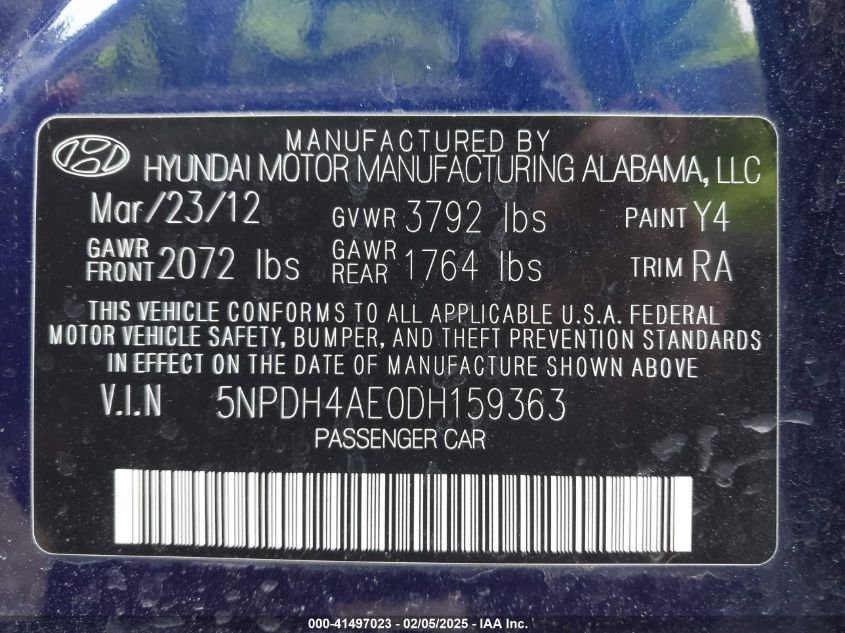 MANUFACTURED BY
HYUNDAI MOTOR MANUFACTURING ALABAMA, LLC
Mar/23/12 GVWR 3792 lbs PAINT Y4
GAWR FRONT 2072 lbs GAWR REAR 1764 lbs TRIM RA
THIS VEHICLE CONFORMS TO ALL APPLICABLE U.S.A. FEDERAL
MOTOR VEHICLE SAFETY, BUMPER, AND THEFT PREVENTION STANDARDS
IN EFFECT ON THE DATE OF MANUFACTURE SHOWN ABOVE
V.I.N 5NPDH4AE0DH159363
PASSENGER CAR
000-41497023 - 02/05/2025 - IAA Inc.